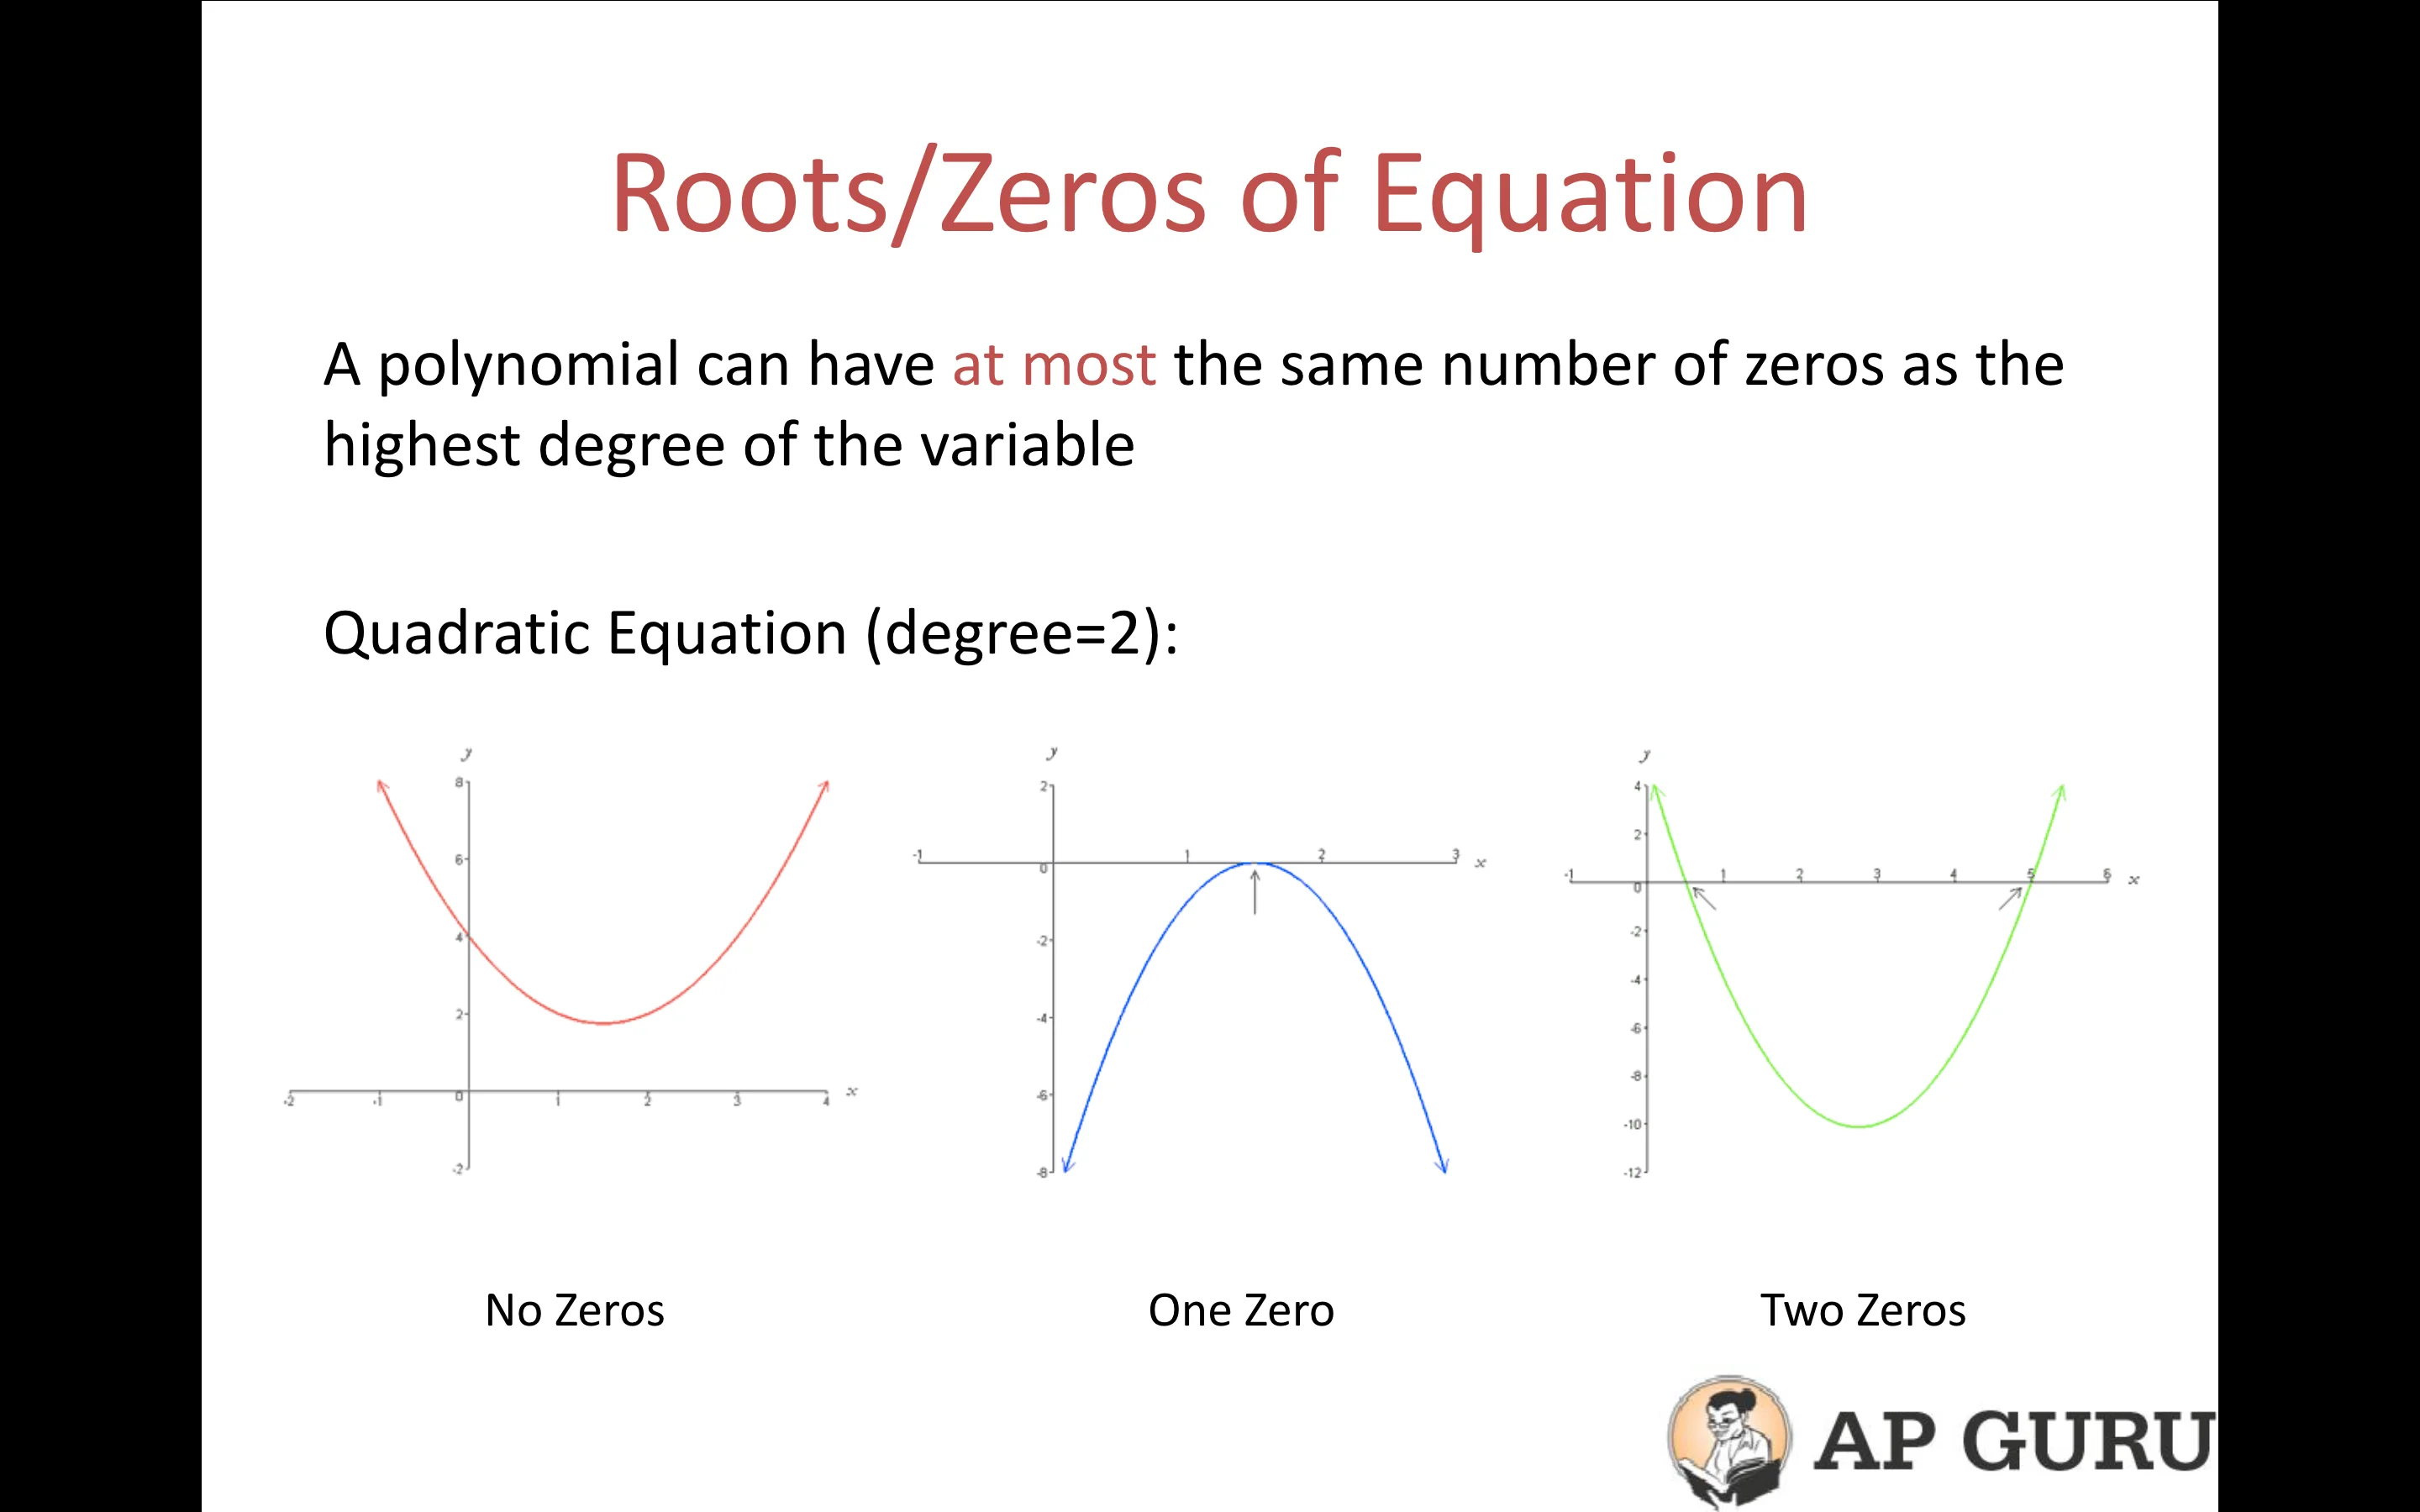 Roots/Zeros of Equation
A polynomial can have at most the same number of zeros as the
highest degree of the variable
Quadratic Equation (degree=2):
y
8
6
4
2
-2 -1 0 1 2 3 4 x
-2
y
2
-1 0 1 2 3 x
-2
-4
-6
-8
y
4
2
-1 0 1 2 3 4 5 6 x
-2
-4
-6
-8
-10
-12
No Zeros
One Zero
Two Zeros
AP GURU